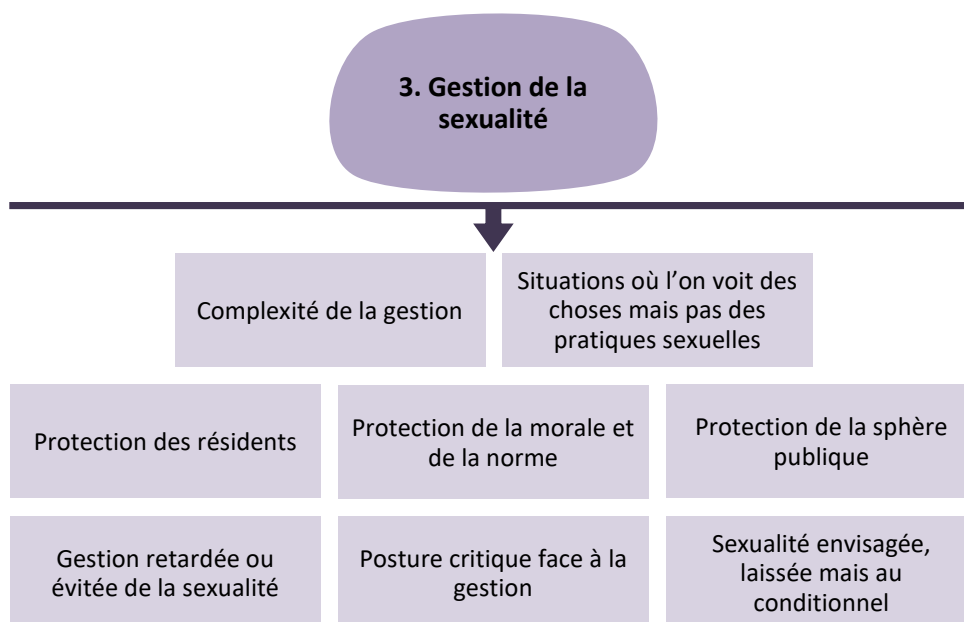 3. Gestion de la
sexualité
Complexité de la gestion
Situations où l’on voit des
choses mais pas des
pratiques sexuelles
Protection des résidents
Protection de la morale et
de la norme
Protection de la sphère
publique
Gestion retardée ou
évitée de la sexualité
Posture critique face à la
gestion
Sexualité envisagée,
laissée mais au
conditionnel